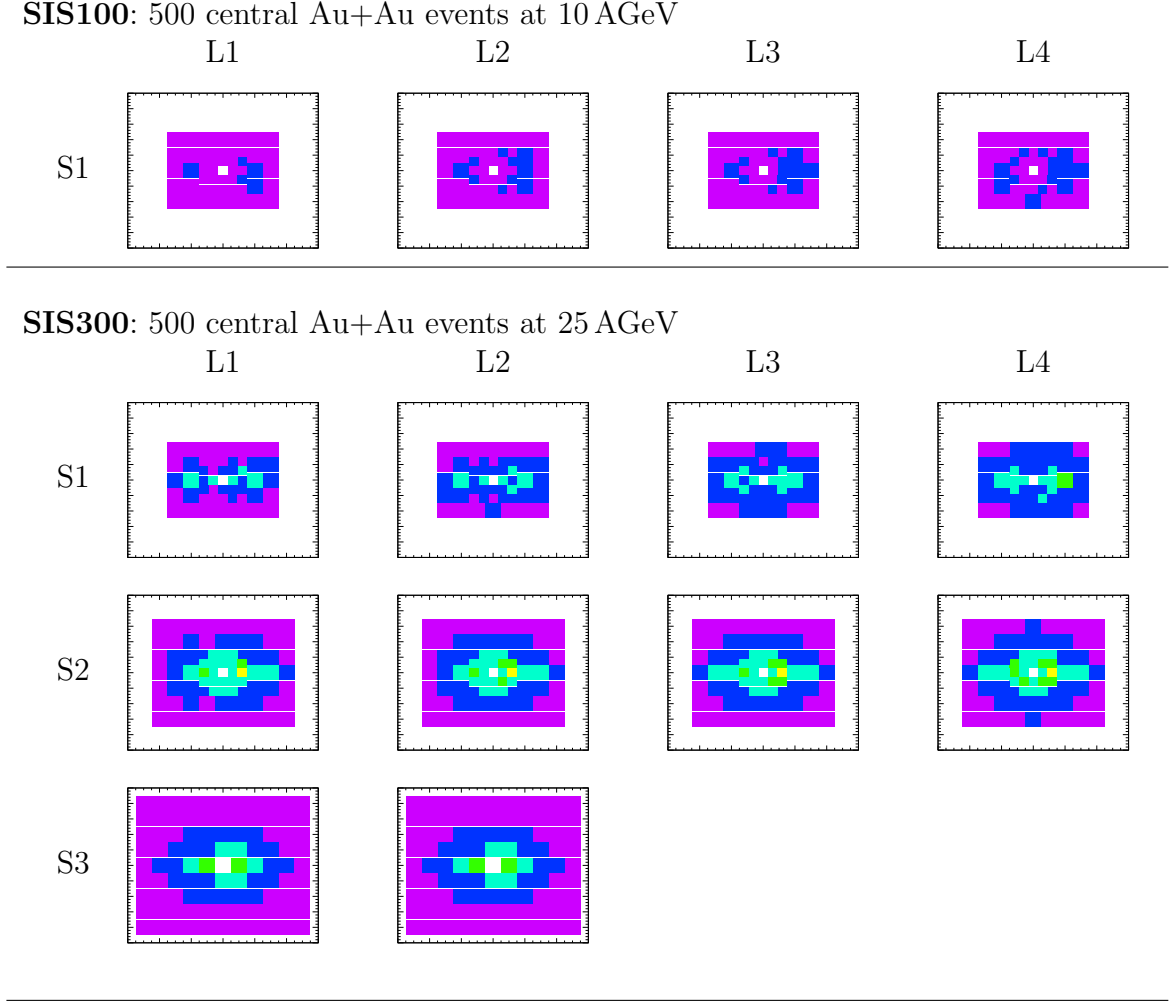 SIS100: 500 central Au+Au events at 10 AGeV
L1 L2 L3 L4
S1
SIS300: 500 central Au+Au events at 25 AGeV
L1 L2 L3 L4
S1
S2
S3